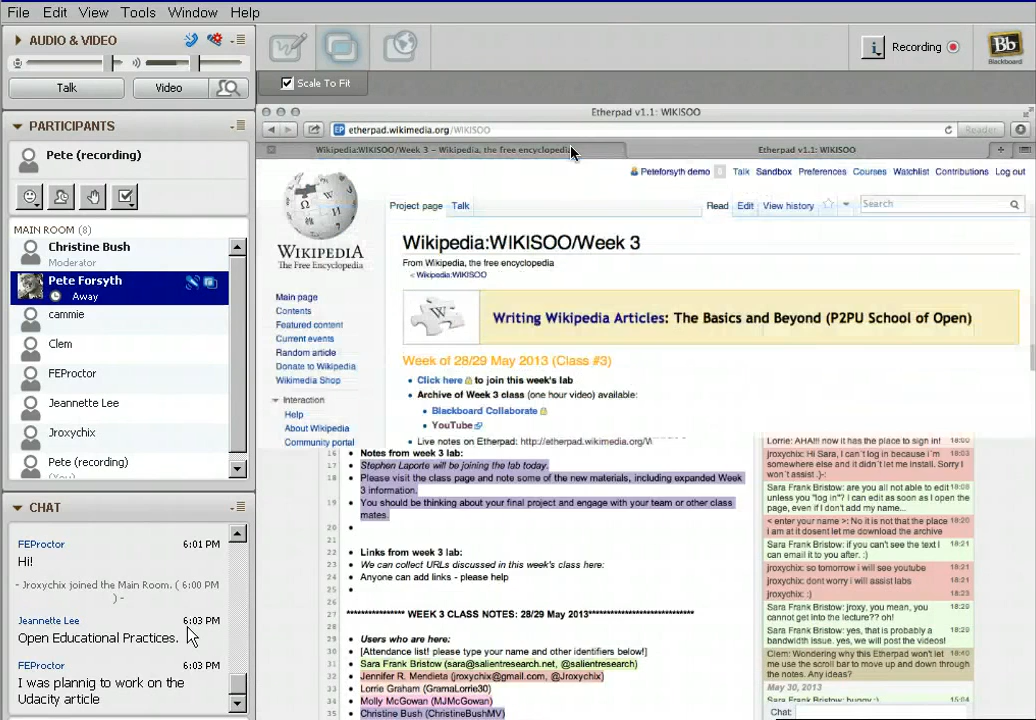 File Edit View Tools Window Help
AUDIO & VIDEO
Talk Video
PARTICIPANTS
Pete (recording)
MAIN ROOM (8)
Christine Bush
Moderator
Pete Forsyth
Away
cammie
Clem
FEProctor
Jeannette Lee
Jroxychix
Pete (recording)
(You)
CHAT
FEProctor 6:01 PM
Hi!
- Jroxychix joined the Main Room. ( 6:00 PM
) -
Jeannette Lee 6:03 PM
Open Educational Practices.
FEProctor 6:03 PM
I was plannig to work on the
Udacity article
i Recording
Bb
Blackboard
Scale To Fit
Etherpad v1.1: WIKISOO
EP etherpad.wikimedia.org/WIKISOO Reader
Wikipedia:WIKISOO/Week 3 – Wikipedia, the free encyclopedia Etherpad v1.1: WIKISOO
Peteforsyth demo 0 Talk Sandbox Preferences Courses Watchlist Contributions Log out
Project page Talk Read Edit View history Search
WIKIPEDIA
The Free Encyclopedia
Main page
Contents
Featured content
Current events
Random article
Donate to Wikipedia
Wikimedia Shop
Interaction
Help
About Wikipedia
Community portal
Wikipedia:WIKISOO/Week 3
From Wikipedia, the free encyclopedia
< Wikipedia:WIKISOO
W
Writing Wikipedia Articles: The Basics and Beyond (P2PU School of Open)
Week of 28/29 May 2013 (Class #3)
• Click here to join this week's lab
• Archive of Week 3 class (one hour video) available:
• Blackboard Collaborate
• YouTube
• Live notes on Etherpad: http://etherpad.wikimedia.org/W
16 • Notes from week 3 lab:
17 • Stephen Laporte will be joining the lab today.
18 • Please visit the class page and note some of the new materials, including expanded Week
3 information.
19 • You should be thinking about your final project and engage with your team or other class
mates.
20 •
21
22 • Links from week 3 lab:
23 • We can collect URLs discussed in this week's class here:
24 • Anyone can add links - please help
25 •
27 **************** WEEK 3 CLASS NOTES: 28/29 May 2013*****************************
29 • Users who are here:
30 • [Attendance list! please type your name and other identifiers below!]
31 • Sara Frank Bristow (sara@salientresearch.net, @sfbristow)
32 • Jennifer R. Mendieta (jroxychix@gmail.com, @Jroxychix)
33 • Lorrie Graham (GramaLorrie30)
34 • Molly McGowan (MJMcGowan)
35 • Christine Bush (ChristineBushMV)
Lorrie: AHA!!! now it has the place to sign in! 18:00
jroxychix: Hi Sara, I can´t log in because i´m 18:03
somewhere else and it didn´t let me install. Sorry I
won´t assist .}-:
Sara Frank Bristow: are you all not able to edit 18:08
unless you "log in"? I can edit as soon as I open the
page, even if I don't add my name...
< enter your name >: No it is not that the place 18:20
i am at it dosent let me download the archive
Sara Frank Bristow: if you can't see the text I 18:21
can email it to you after. :)
jroxychix: so tomorrow i will see youtube 18:21
jroxychix: dont worry i will assist labs 18:21
jroxychix: :) 18:23
Sara Frank Bristow: jroxy, you mean, you
cannot get into the lecture?? oh!
Sara Frank Bristow: yes, that is probably a
bandwidth issue. yes, we will post the videos!
Clem: Wondering why this Etherpad won't let 18:40
me use the scroll bar to move up and down through
the notes. Any ideas?
May 30, 2013
15:04
Chat: